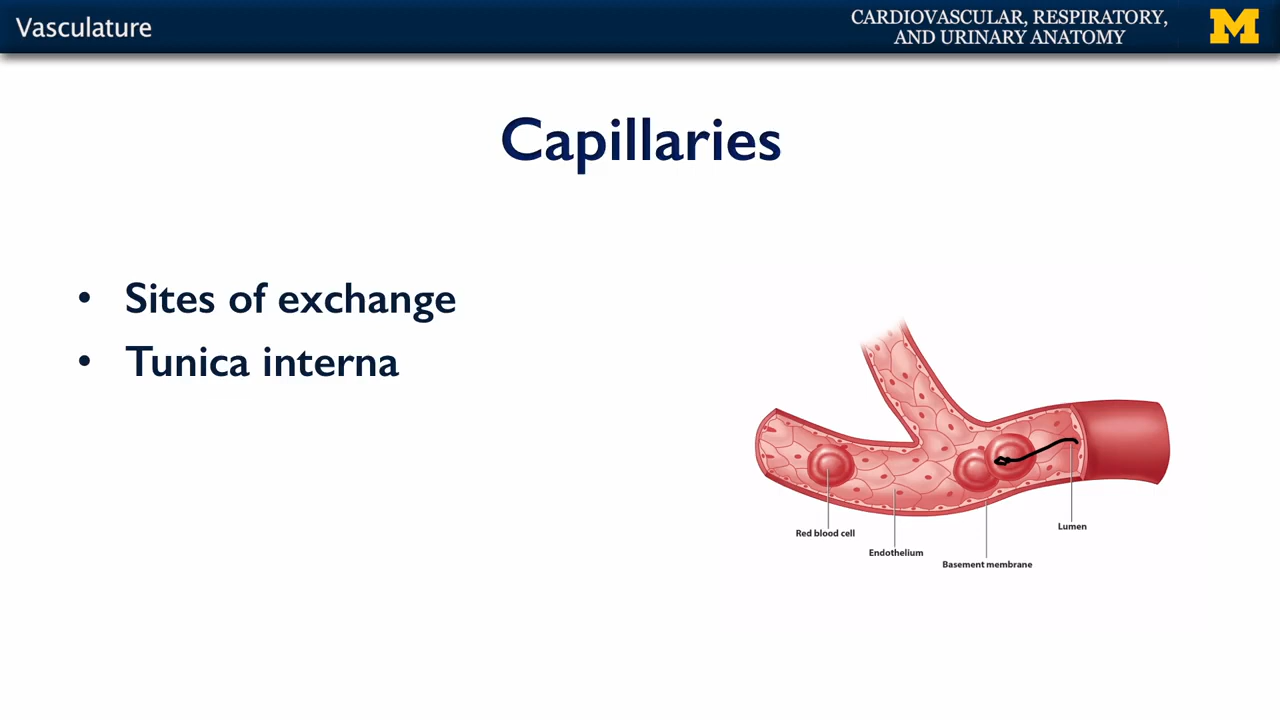 Vasculature
CARDIOVASCULAR, RESPIRATORY,
AND URINARY ANATOMY
M
Capillaries
• Sites of exchange
• Tunica interna
Red blood cell
Endothelium
Basement membrane
Lumen